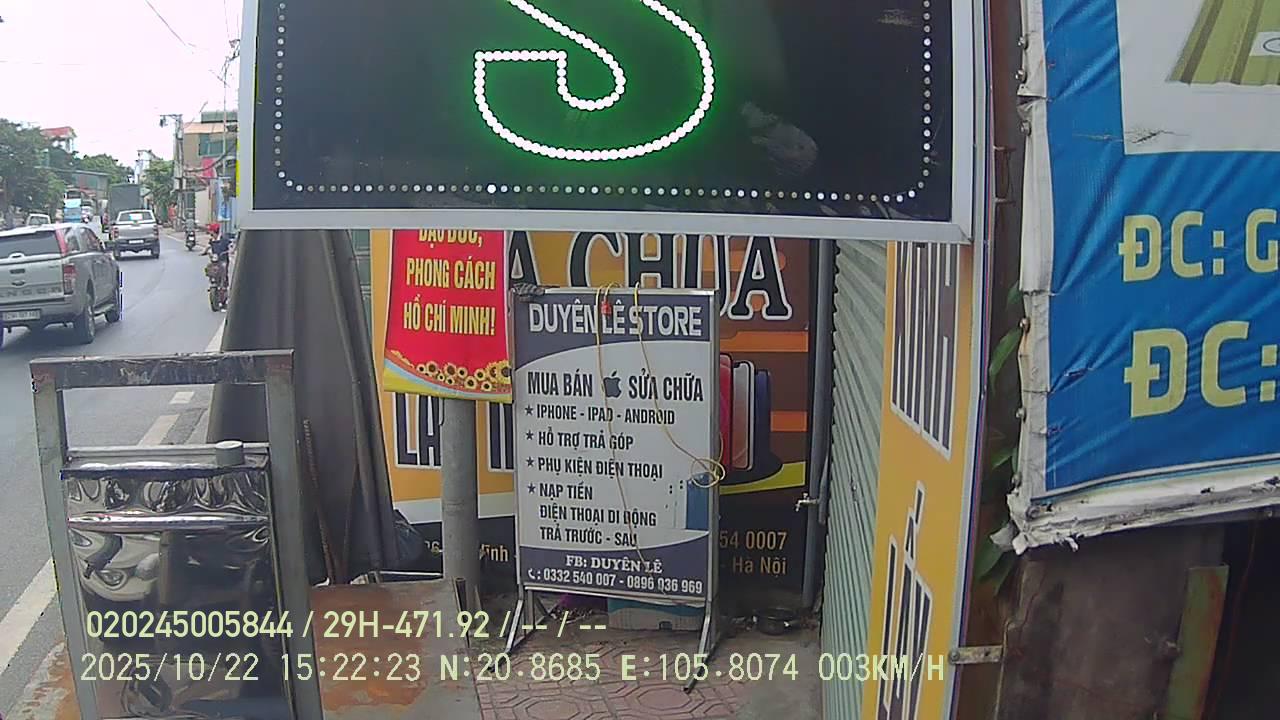 S
ĐẠO ĐỨC,
PHONG CÁCH
HỒ CHÍ MINH!
A CHỮA
DUYÊN LÊ STORE
MUA BÁN SỬA CHỮA
IPHONE - IPAD - ANDROID
HỖ TRỢ TRẢ GÓP
PHỤ KIỆN ĐIỆN THOẠI
NẠP TIỀN
ĐIỆN THOẠI DI ĐỘNG
TRẢ TRƯỚC - SAU
FB: DUYÊN LÊ
: 0332 540 007 - 0896 036 969
54 0007
- Hà Nội
ĐC: G
ĐC:
020245005844 / 29H-471.92 / -- / --
2025/10/22 15:22:23 N:20.8685 E:105.8074 003KM/H